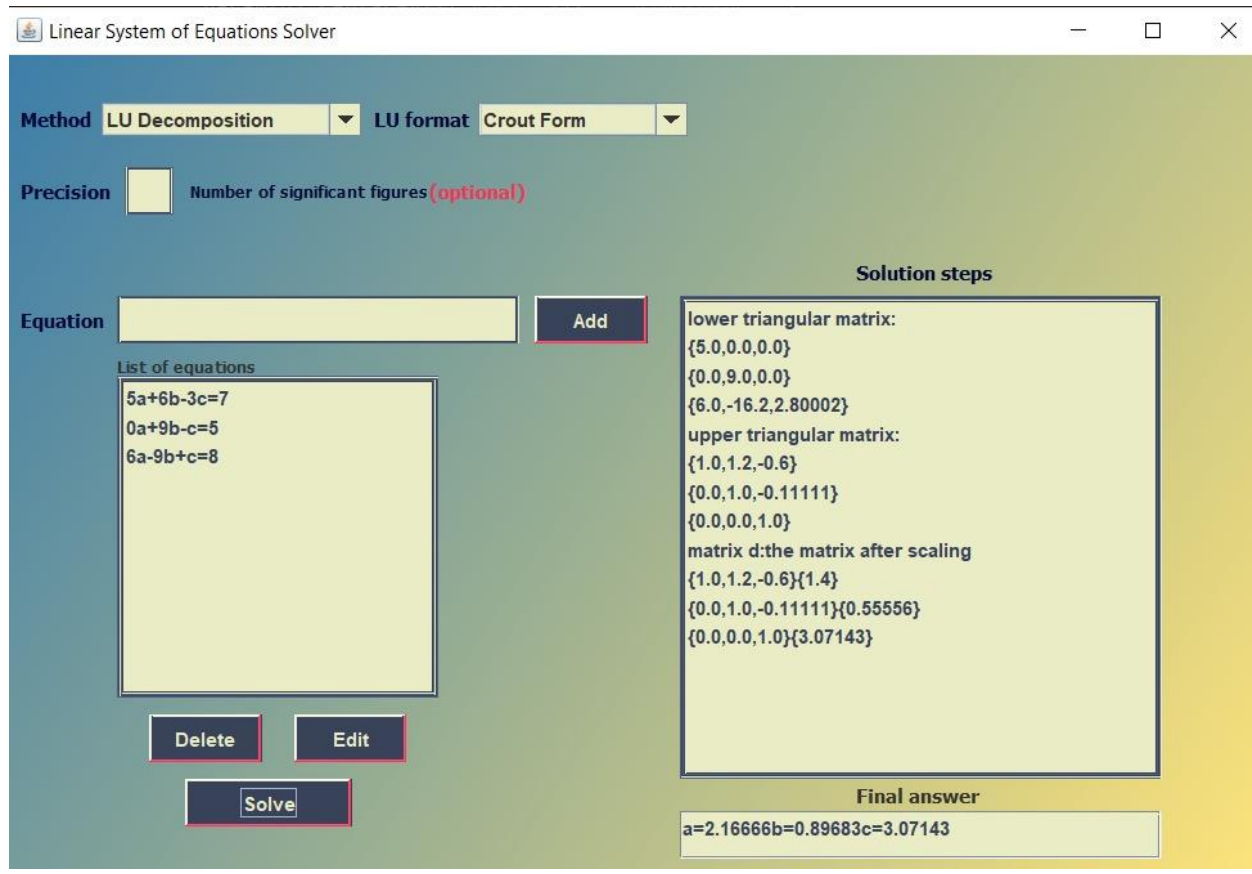 Linear System of Equations Solver
Method LU Decomposition LU format Crout Form
Precision Number of significant figures(optional)
Equation Add
List of equations
5a+6b-3c=7
0a+9b-c=5
6a-9b+c=8
Delete Edit
Solve
Solution steps
lower triangular matrix:
{5.0,0.0,0.0}
{0.0,9.0,0.0}
{6.0,-16.2,2.80002}
upper triangular matrix:
{1.0,1.2,-0.6}
{0.0,1.0,-0.11111}
{0.0,0.0,1.0}
matrix d:the matrix after scaling
{1.0,1.2,-0.6}{1.4}
{0.0,1.0,-0.11111}{0.55556}
{0.0,0.0,1.0}{3.07143}
Final answer
a=2.16666b=0.89683c=3.07143